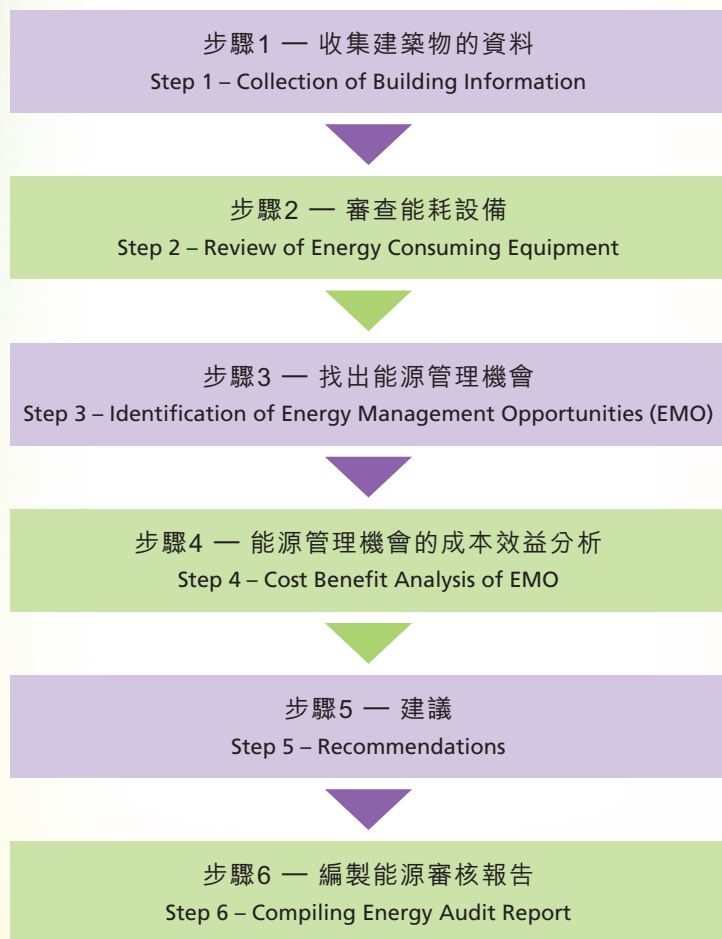 步驟1 — 收集建築物的資料
Step 1 – Collection of Building Information
步驟2 — 審查能耗設備
Step 2 – Review of Energy Consuming Equipment
步驟3 — 找出能源管理機會
Step 3 – Identification of Energy Management Opportunities (EMO)
步驟4 — 能源管理機會的成本效益分析
Step 4 – Cost Benefit Analysis of EMO
步驟5 — 建議
Step 5 – Recommendations
步驟6 — 編製能源審核報告
Step 6 – Compiling Energy Audit Report